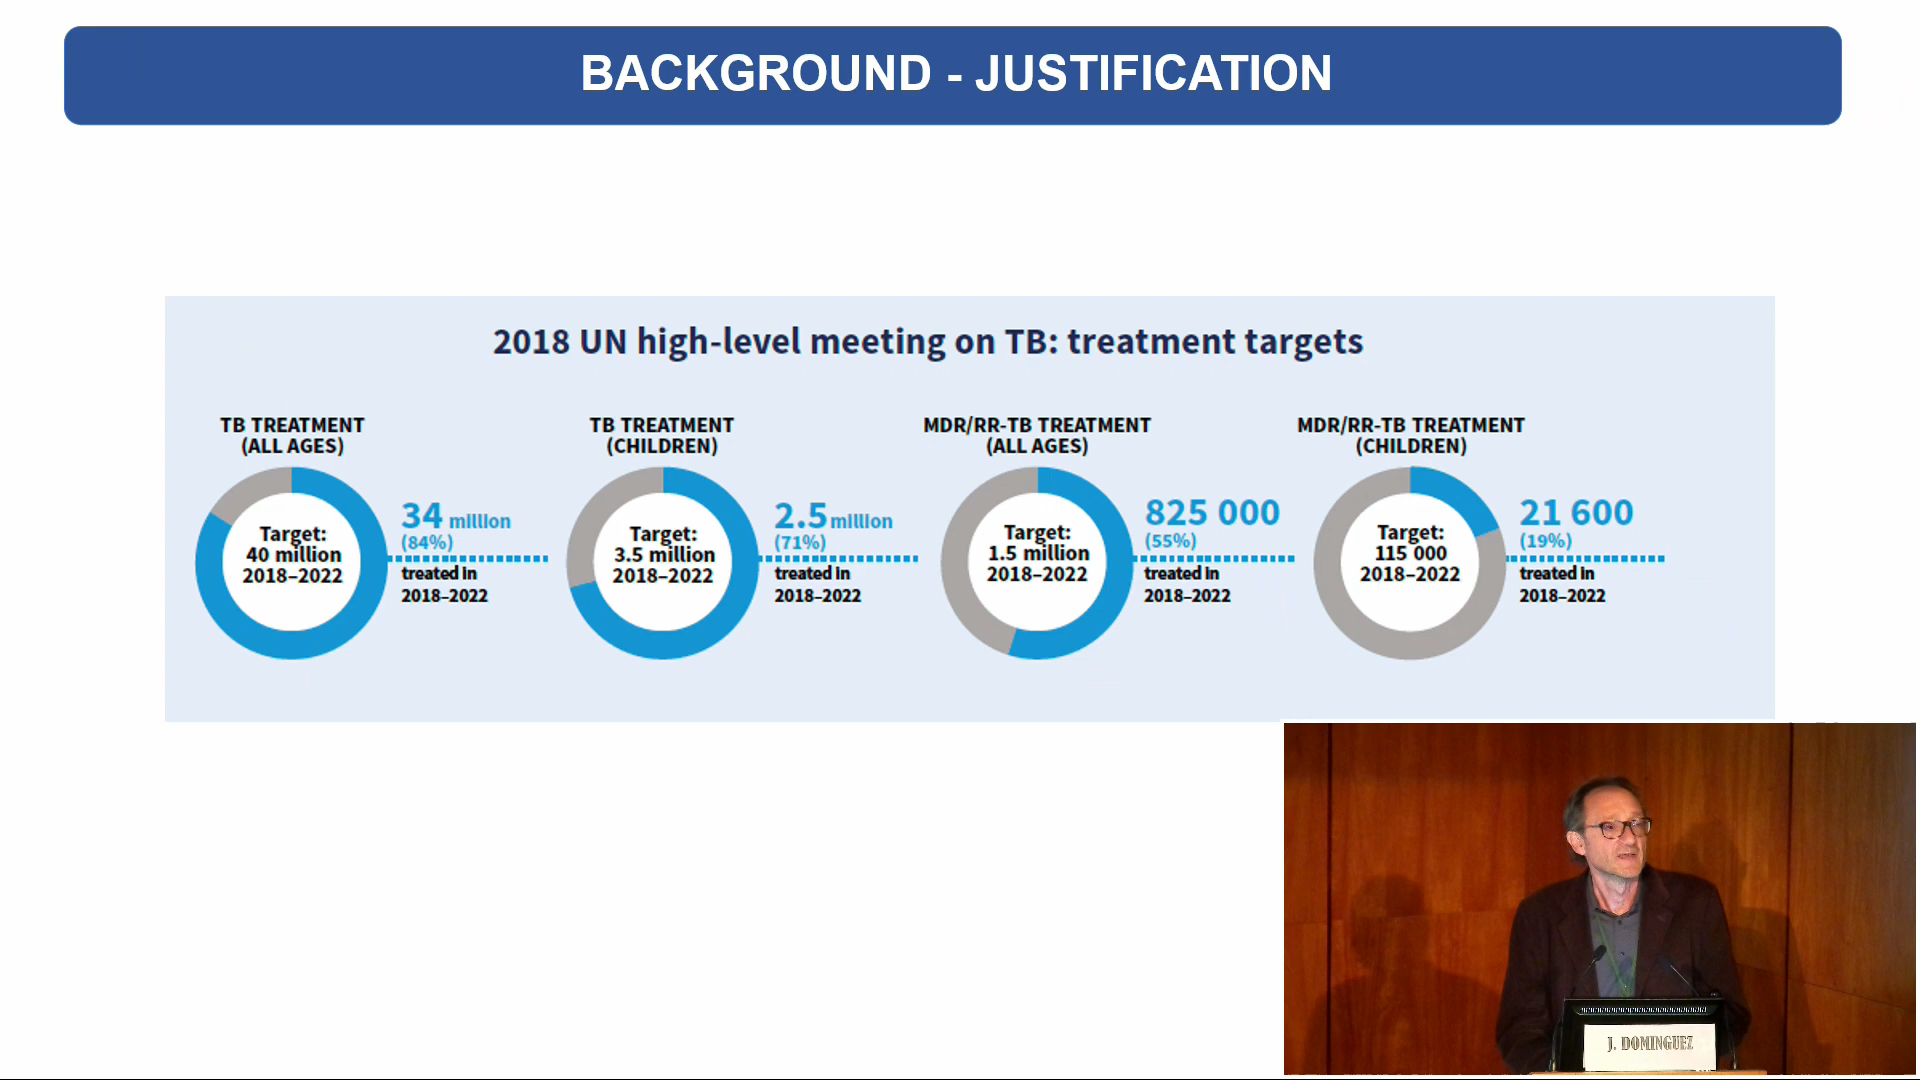 BACKGROUND - JUSTIFICATION
2018 UN high-level meeting on TB: treatment targets
TB TREATMENT
(ALL AGES)
Target:
40 million
2018–2022
34 million
(84%)
treated in
2018–2022
TB TREATMENT
(CHILDREN)
Target:
3.5 million
2018–2022
2.5 million
(71%)
treated in
2018–2022
MDR/RR-TB TREATMENT
(ALL AGES)
Target:
1.5 million
2018–2022
825 000
(55%)
treated in
2018–2022
MDR/RR-TB TREATMENT
(CHILDREN)
Target:
115 000
2018–2022
21 600
(19%)
treated in
2018–2022
J. DOMINGUEZ